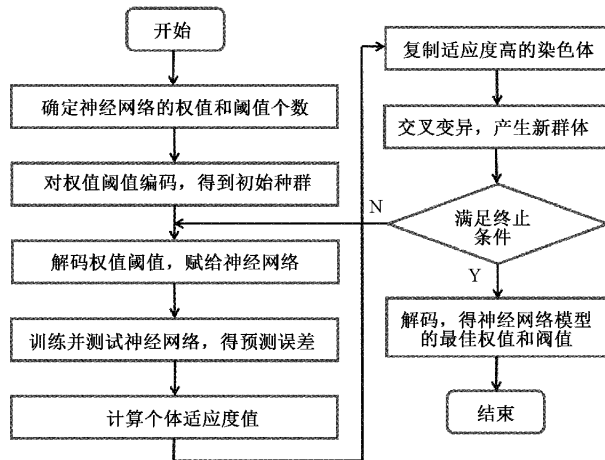 开始
确定神经网络的权值和阈值个数
对权值阈值编码，得到初始种群
解码权值阈值，赋给神经网络
训练并测试神经网络，得预测误差
计算个体适应度值
复制适应度高的染色体
交叉变异，产生新群体
满足终止
条件
N
Y
解码，得神经网络模型
的最佳权值和阀值
结束